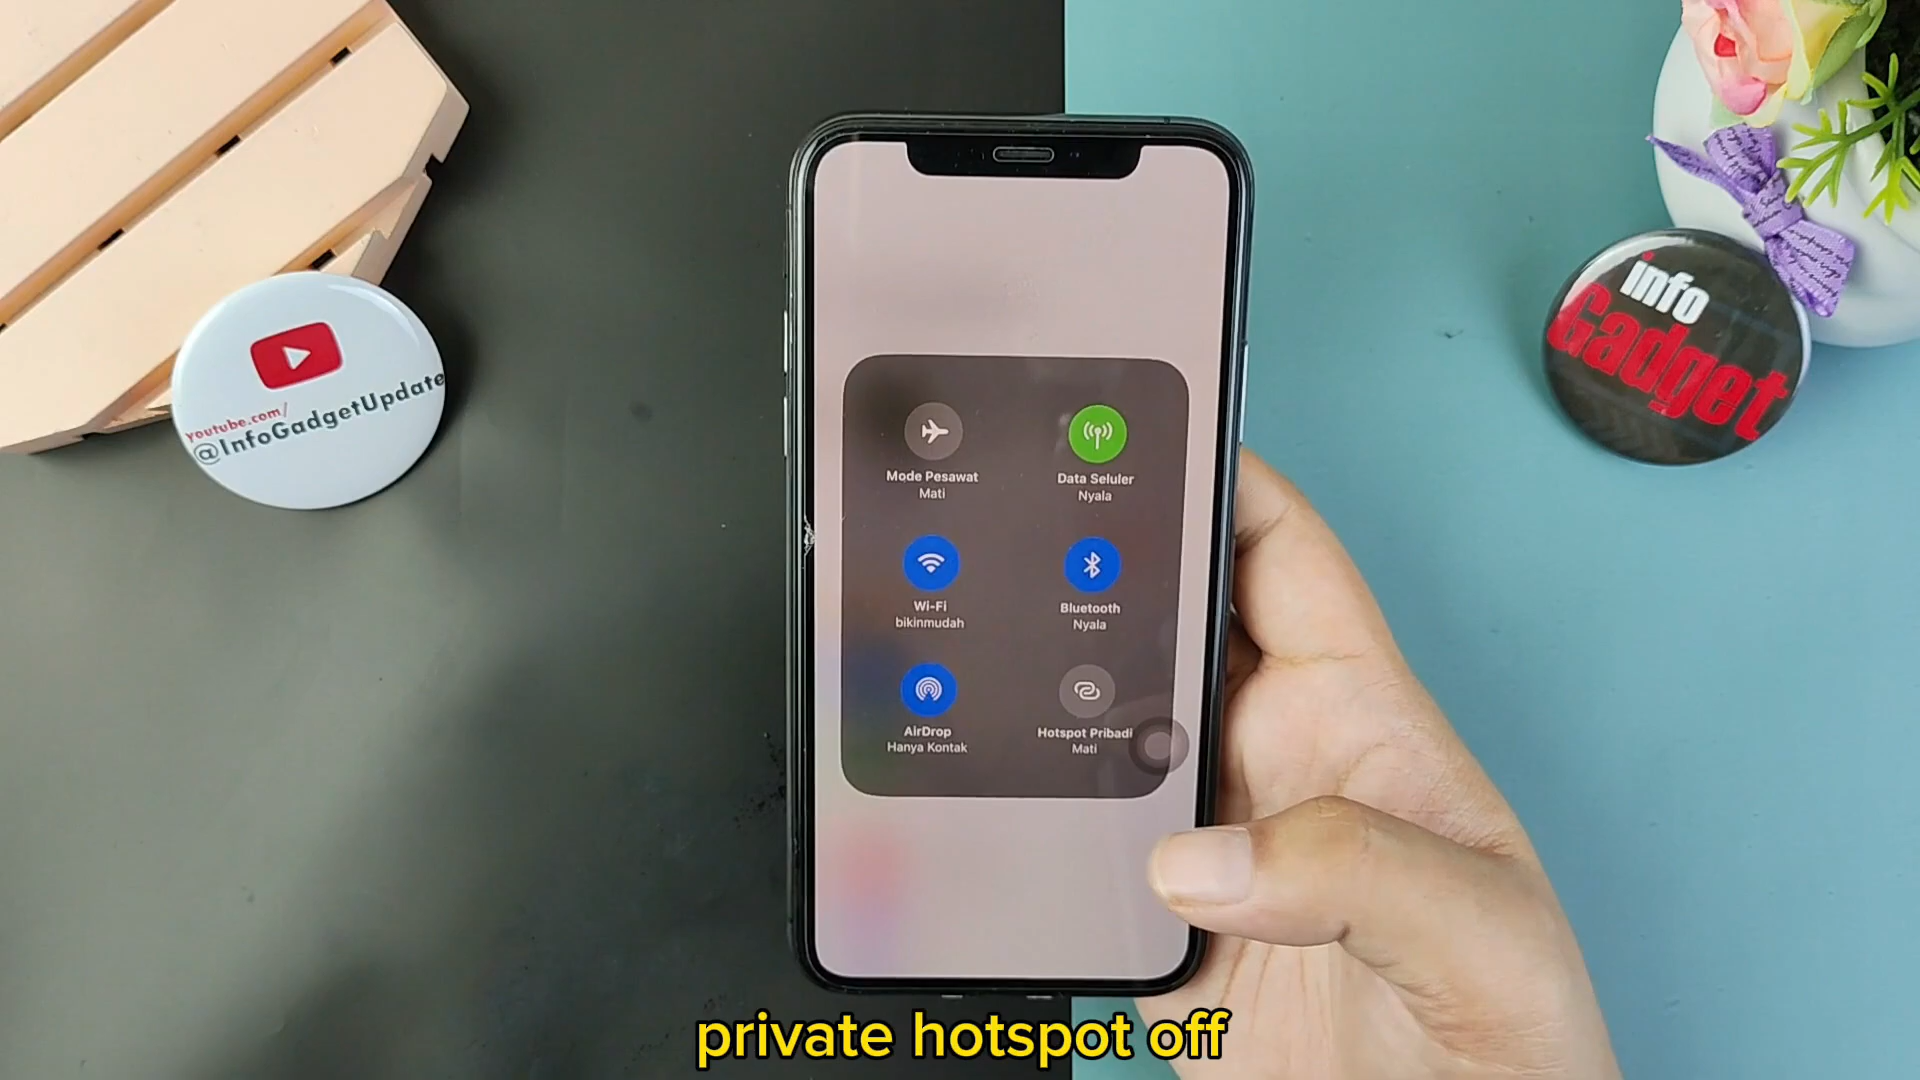 Youtube.com/
@InfoGadgetUpdate
info
Gadget
Mode Pesawat
Mati
Data Seluler
Nyala
Wi-Fi
bikinmudah
Bluetooth
Nyala
AirDrop
Hanya Kontak
Hotspot Pribadi
Mati
private hotspot off